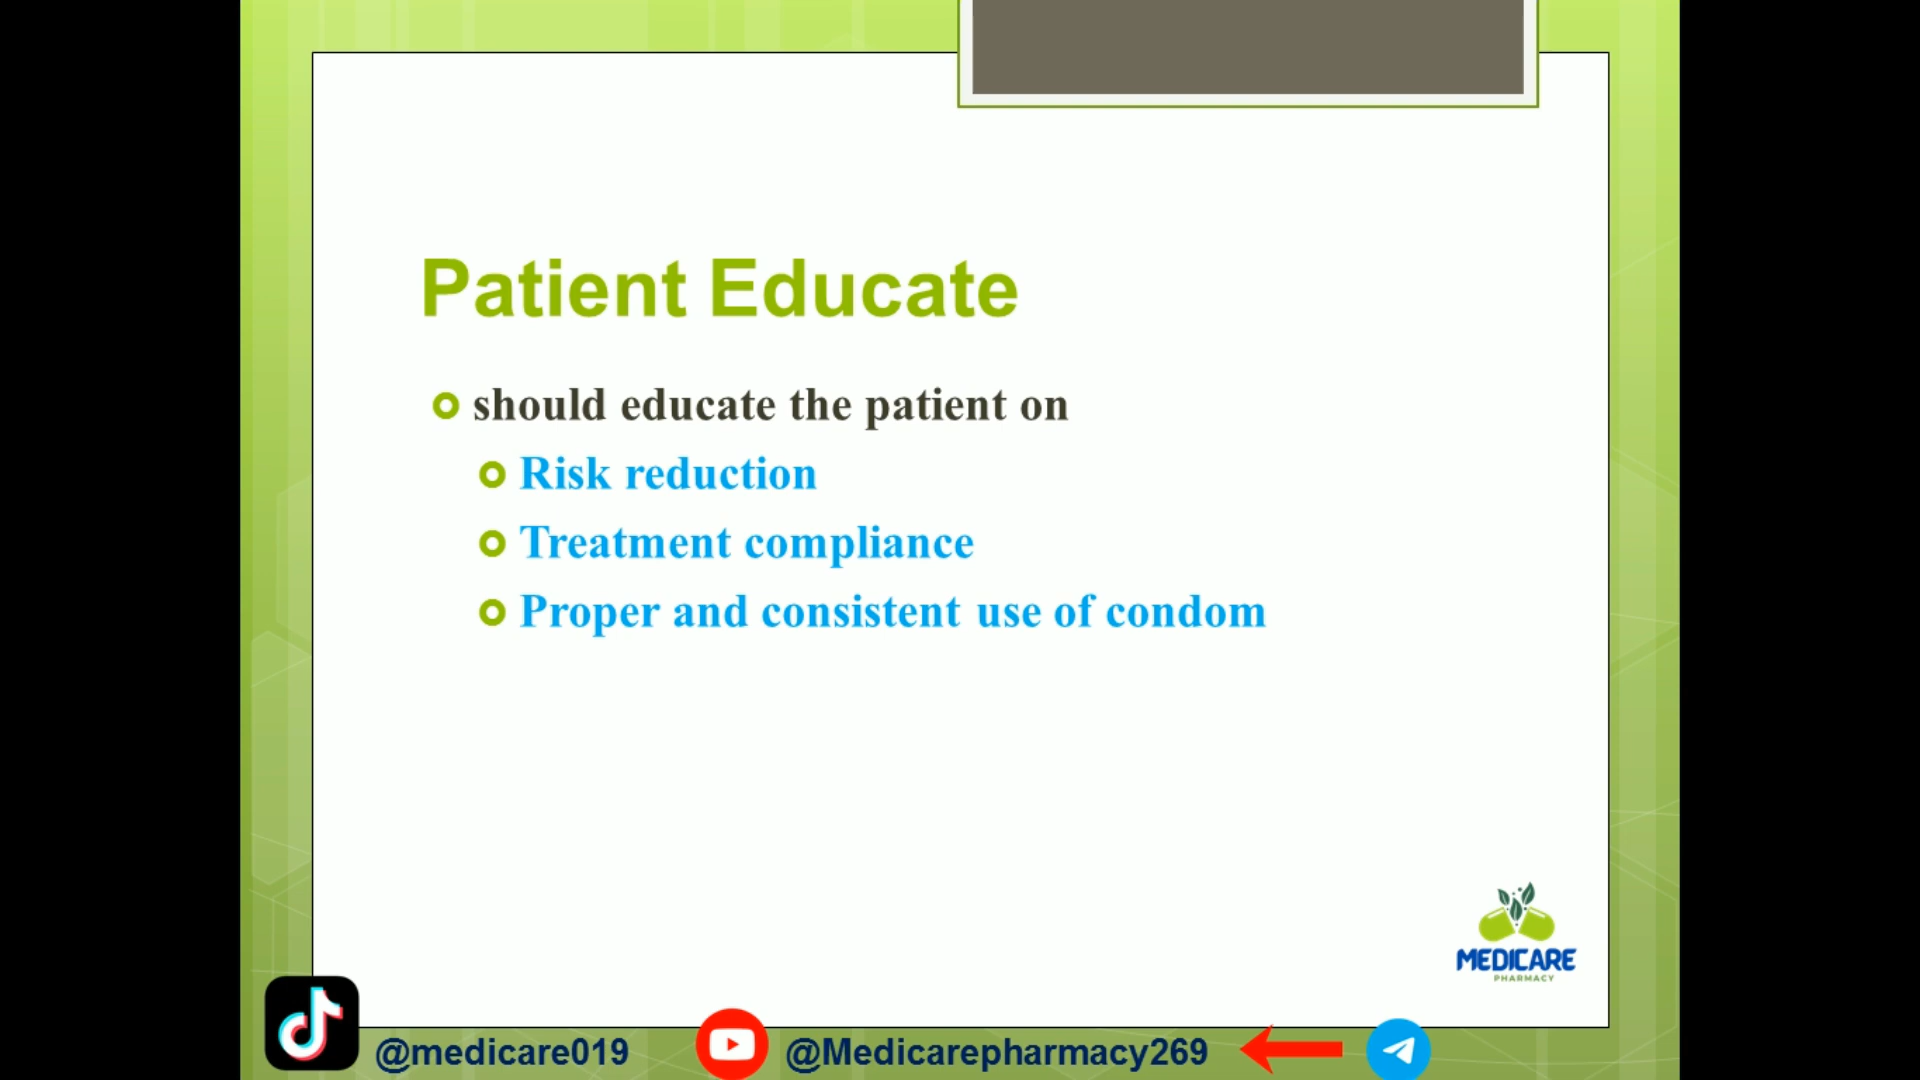 Patient Educate
should educate the patient on
Risk reduction
Treatment compliance
Proper and consistent use of condom
MEDICARE
PHARMACY
@medicare019
@Medicarepharmacy269